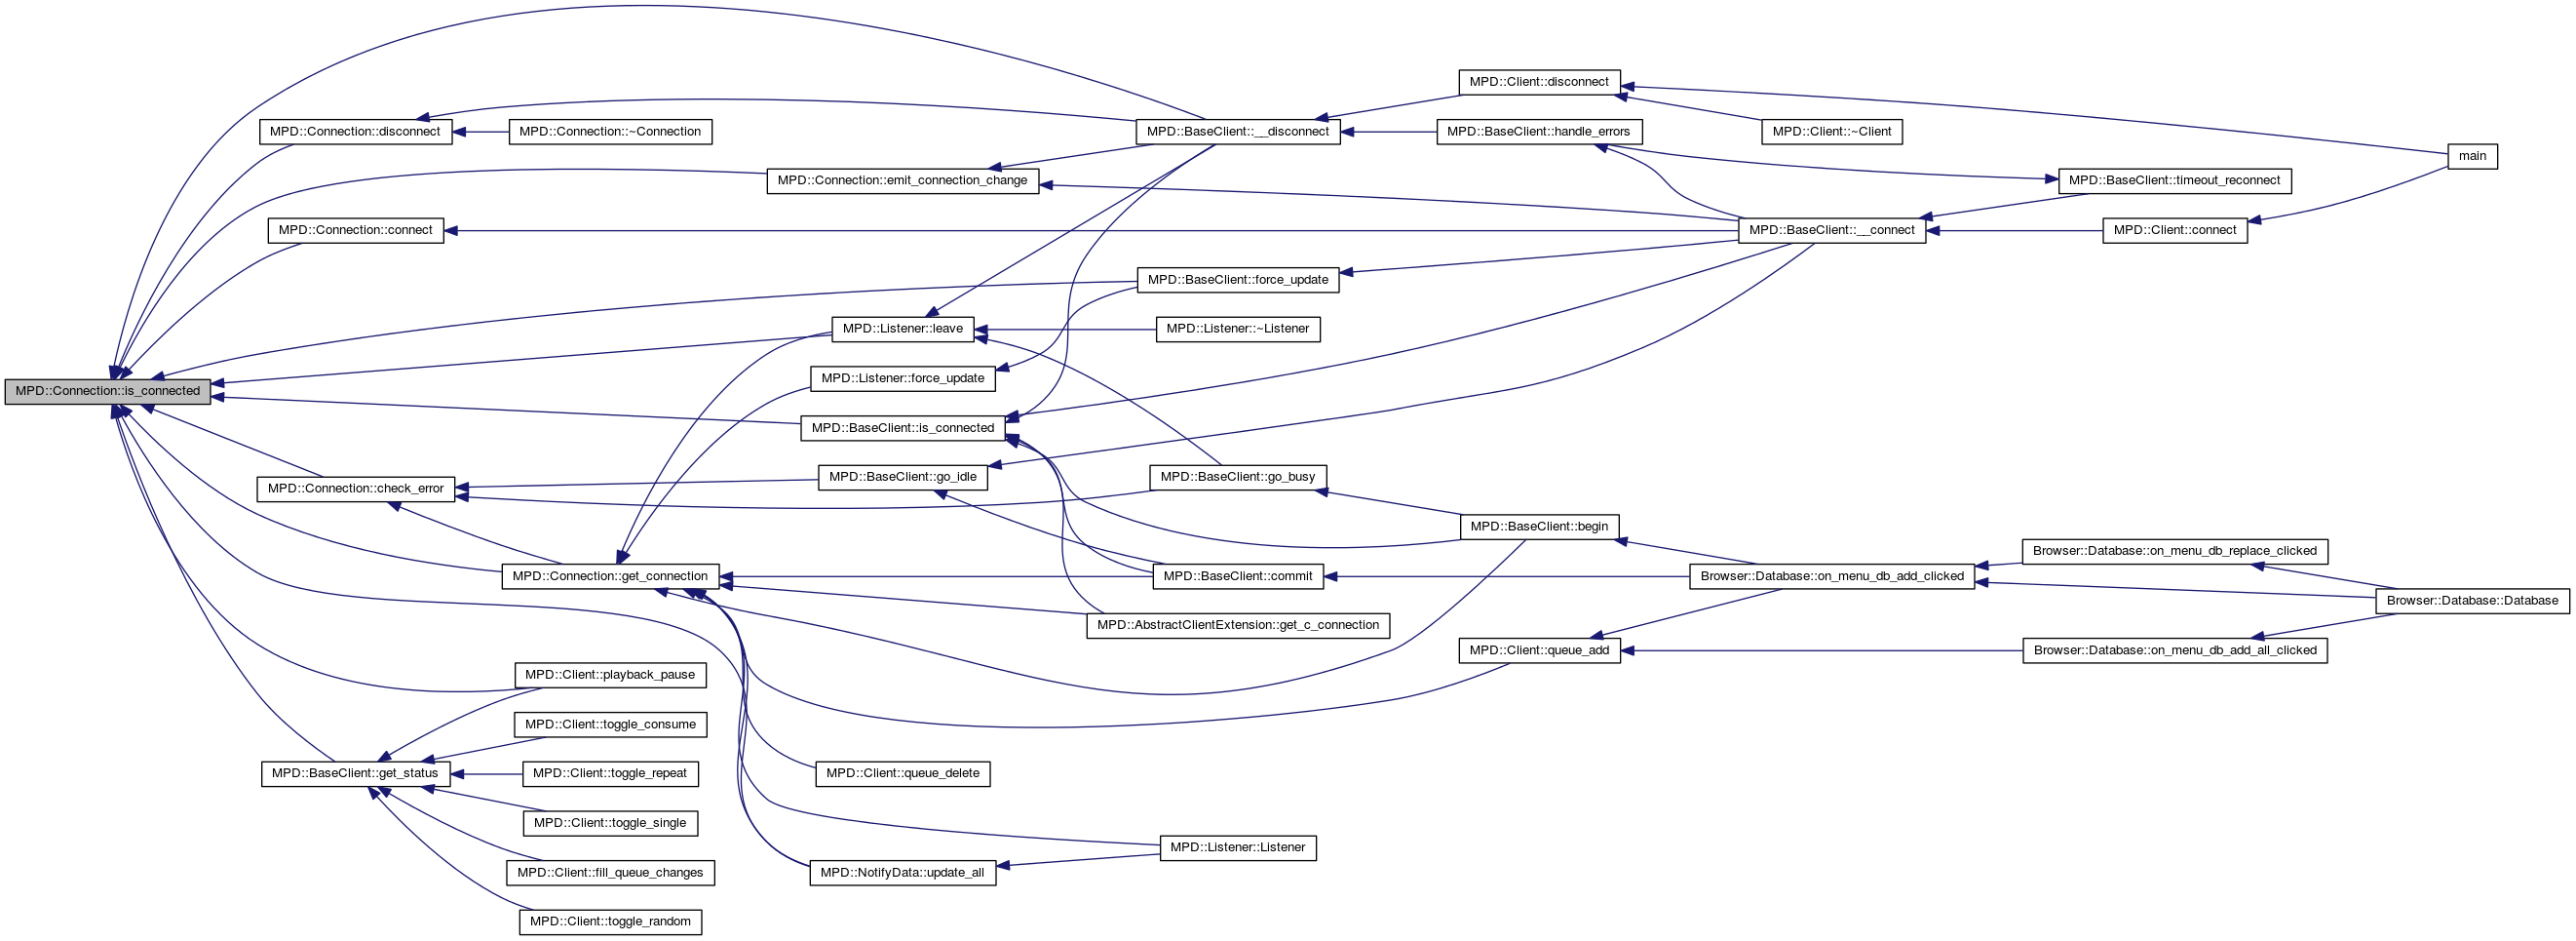 MPD::Client::disconnect
MPD::Connection::disconnect
MPD::Connection::~Connection
MPD::BaseClient::__disconnect
MPD::BaseClient::handle_errors
MPD::Client::~Client
main
MPD::Connection::emit_connection_change
MPD::BaseClient::timeout_reconnect
MPD::Connection::connect
MPD::BaseClient::__connect
MPD::Client::connect
MPD::BaseClient::force_update
MPD::Listener::leave
MPD::Listener::~Listener
MPD::Listener::force_update
MPD::Connection::is_connected
MPD::BaseClient::is_connected
MPD::BaseClient::go_idle
MPD::BaseClient::go_busy
MPD::Connection::check_error
MPD::BaseClient::begin
Browser::Database::on_menu_db_replace_clicked
MPD::Connection::get_connection
MPD::BaseClient::commit
Browser::Database::on_menu_db_add_clicked
Browser::Database::Database
MPD::AbstractClientExtension::get_c_connection
MPD::Client::queue_add
Browser::Database::on_menu_db_add_all_clicked
MPD::Client::playback_pause
MPD::Client::toggle_consume
MPD::BaseClient::get_status
MPD::Client::toggle_repeat
MPD::Client::queue_delete
MPD::Client::toggle_single
MPD::Listener::Listener
MPD::Client::fill_queue_changes
MPD::NotifyData::update_all
MPD::Client::toggle_random